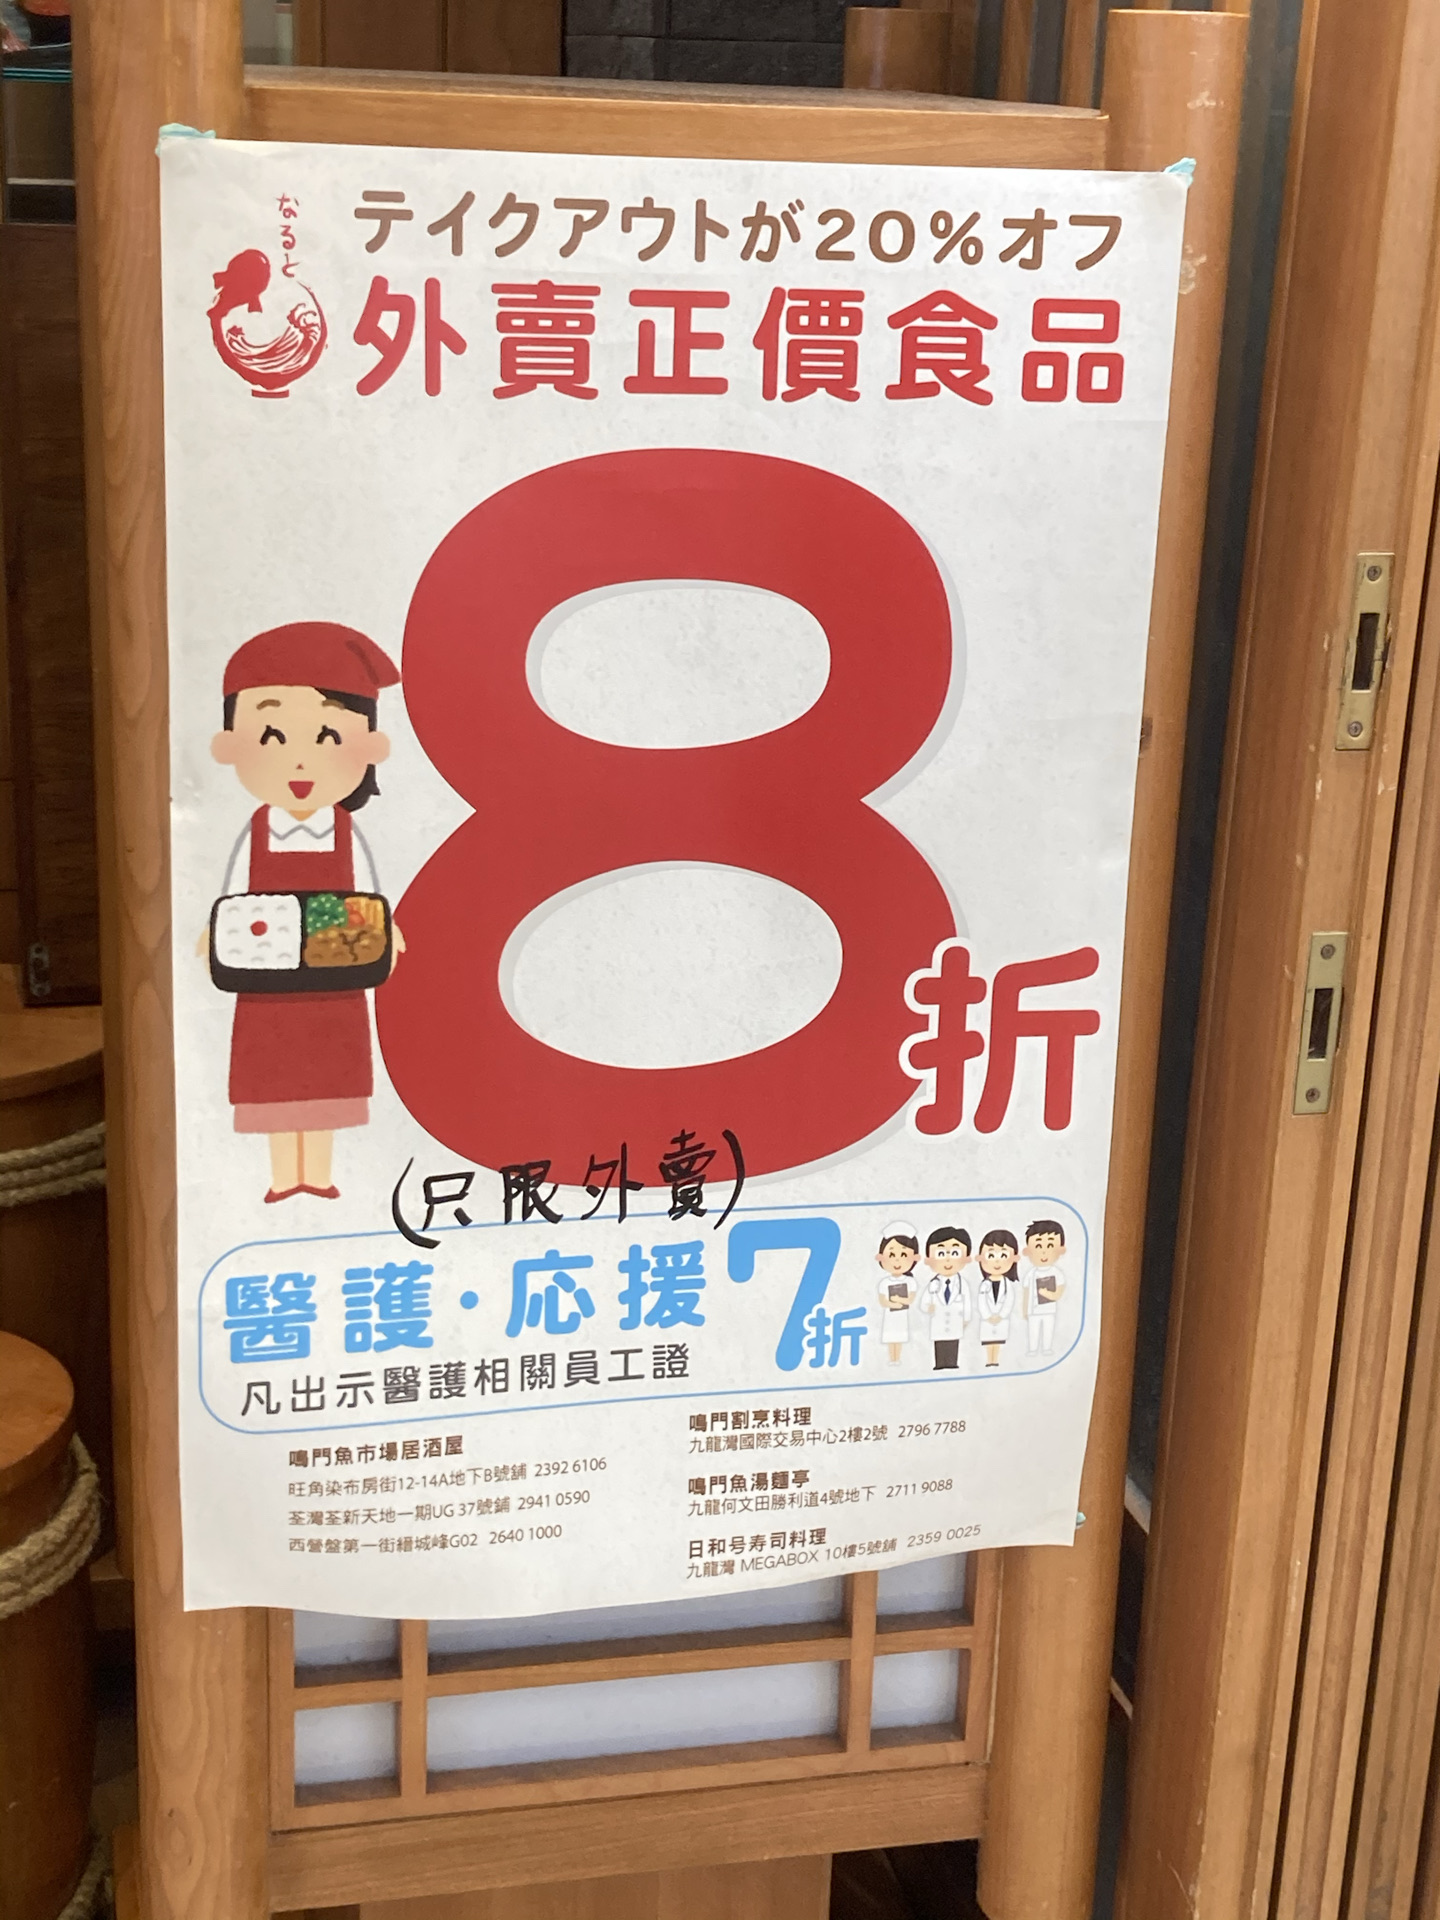 なると
テイクアウトが20%オフ
外賣正價食品
8折
(只限外賣)
醫護・応援7折
凡出示醫護相關員工證
鳴門魚市場居酒屋
旺角染布房街12-14A地下B號舖 2392 6106
荃灣荃新天地一期UG 37號舖 2941 0590
西營盤第一街縉城峰G02 2640 1000
鳴門割烹料理
九龍灣國際交易中心2樓2號 2796 7788
鳴門魚湯麵亭
九龍何文田勝利道4號地下 2711 9088
日和号寿司料理
九龍灣 MEGABOX 10樓5號舖 2359 0025